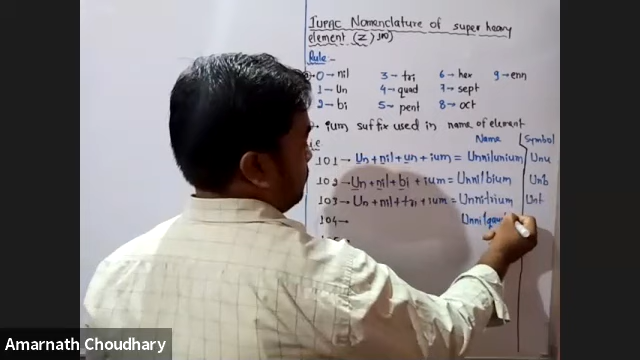 IUPAC Nomenclature of super heavy
element (Z>100)
Rule:-
0 → nil 3 → tri 6 → hex 9 → enn
1 → Un 4 → quad 7 → sept
2 → bi 5 → pent 8 → oct
ium suffix used in name of element
i.e Name Symbol
101 → Un + nil + un + ium = Unnilunium Unu
102 → Un + nil + bi + ium = Unnilbium Unb
103 → Un + nil + tri + ium = Unniltrium Unt
104 →
Amarnath Choudhary